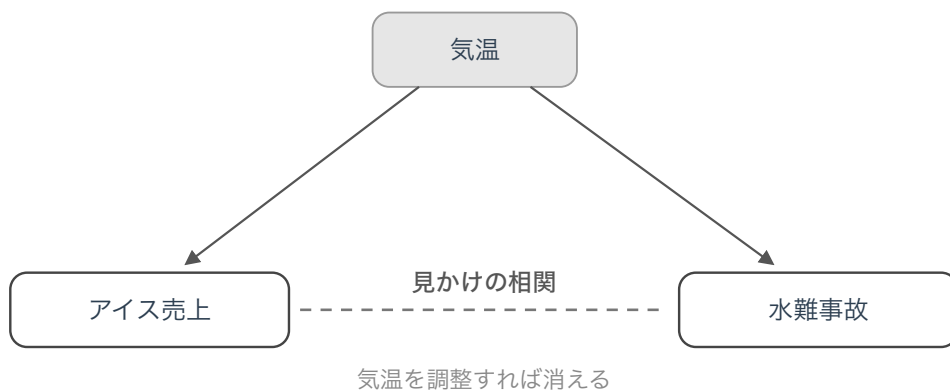 気温
見かけの相関
アイス売上
水難事故
気温を調整すれば消える